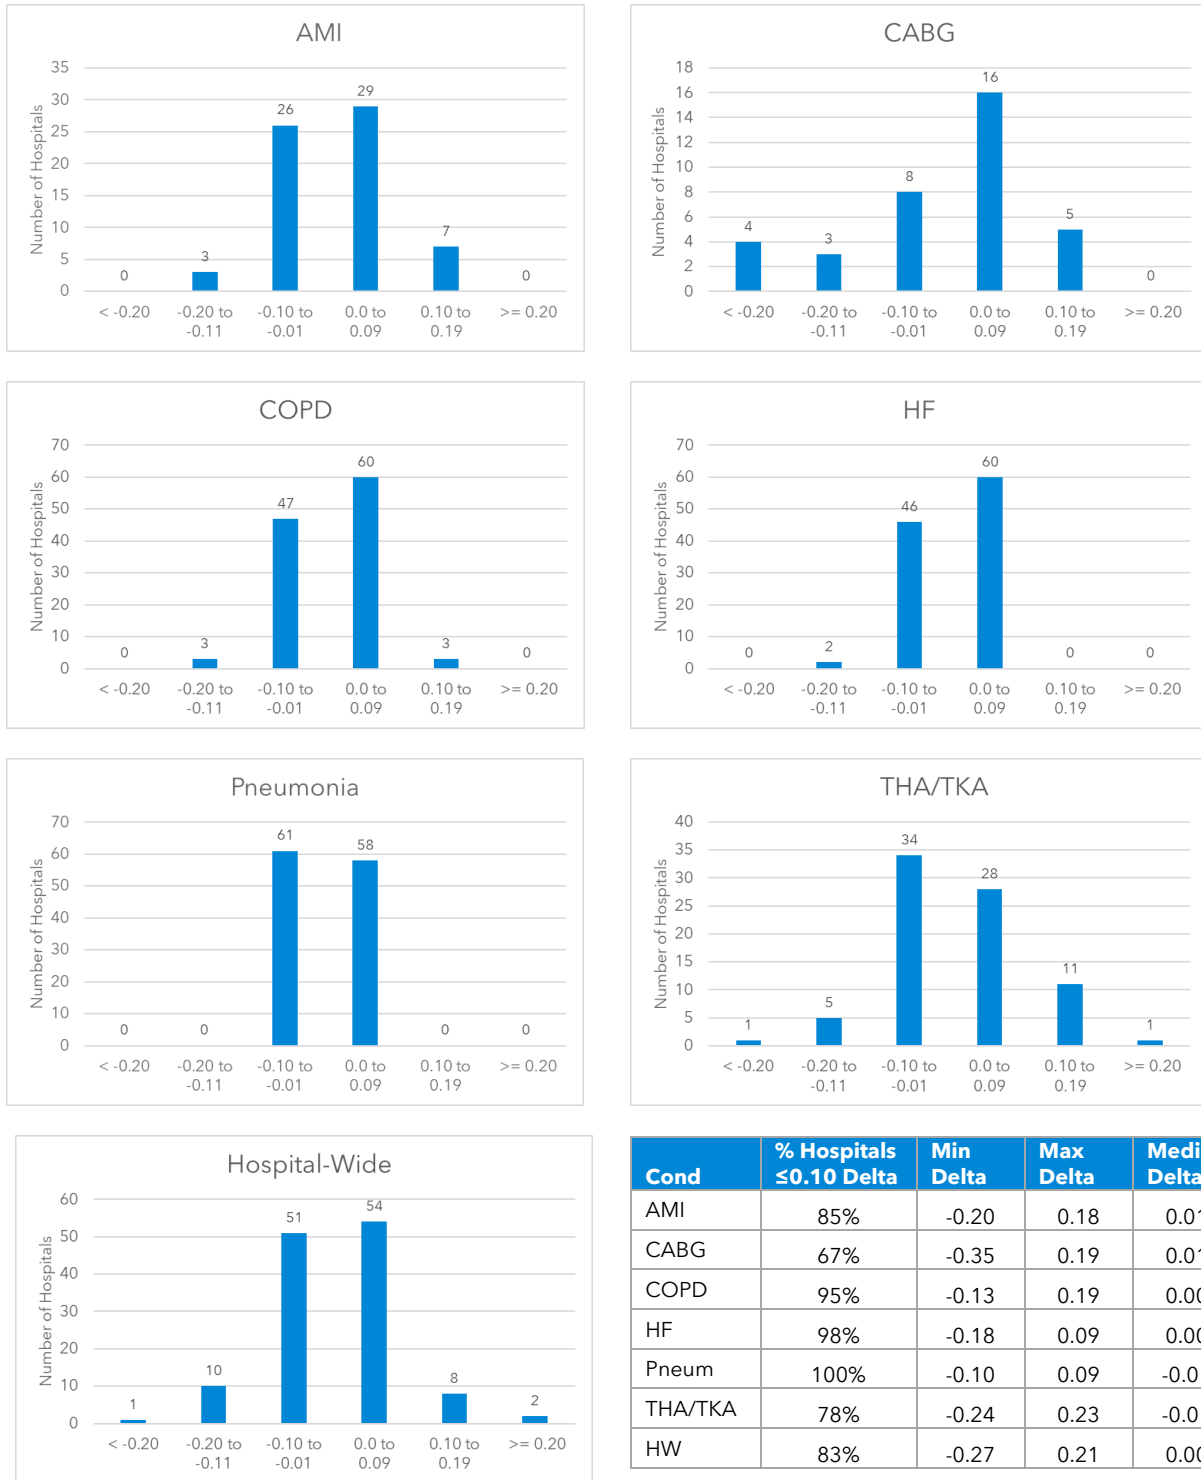 AMI
Number of Hospitals
35
30
25
20
15
10
5
0
0
3
26
29
7
0
< -0.20
-0.20 to
-0.11
-0.10 to
-0.01
0.0 to
0.09
0.10 to
0.19
>= 0.20
CABG
Number of Hospitals
18
16
14
12
10
8
6
4
2
0
4
3
8
16
5
0
< -0.20
-0.20 to
-0.11
-0.10 to
-0.01
0.0 to
0.09
0.10 to
0.19
>= 0.20
COPD
Number of Hospitals
70
60
50
40
30
20
10
0
0
3
47
60
3
0
< -0.20
-0.20 to
-0.11
-0.10 to
-0.01
0.0 to
0.09
0.10 to
0.19
>= 0.20
HF
Number of Hospitals
70
60
50
40
30
20
10
0
0
2
46
60
0
0
< -0.20
-0.20 to
-0.11
-0.10 to
-0.01
0.0 to
0.09
0.10 to
0.19
>= 0.20
Pneumonia
Number of Hospitals
70
60
50
40
30
20
10
0
0
0
61
58
0
0
< -0.20
-0.20 to
-0.11
-0.10 to
-0.01
0.0 to
0.09
0.10 to
0.19
>= 0.20
THA/TKA
Number of Hospitals
40
35
30
25
20
15
10
5
0
1
5
34
28
11
1
< -0.20
-0.20 to
-0.11
-0.10 to
-0.01
0.0 to
0.09
0.10 to
0.19
>= 0.20
Hospital-Wide
Number of Hospitals
60
50
40
30
20
10
0
1
10
51
54
8
2
< -0.20
-0.20 to
-0.11
-0.10 to
-0.01
0.0 to
0.09
0.10 to
0.19
>= 0.20
Cond % Hospitals ≤0.10 Delta Min Delta Max Delta Medi Delta
AMI 85% -0.20 0.18 0.01
CABG 67% -0.35 0.19 0.01
COPD 95% -0.13 0.19 0.00
HF 98% -0.18 0.09 0.00
Pneum 100% -0.10 0.09 -0.0
THA/TKA 78% -0.24 0.23 -0.0
HW 83% -0.27 0.21 0.00